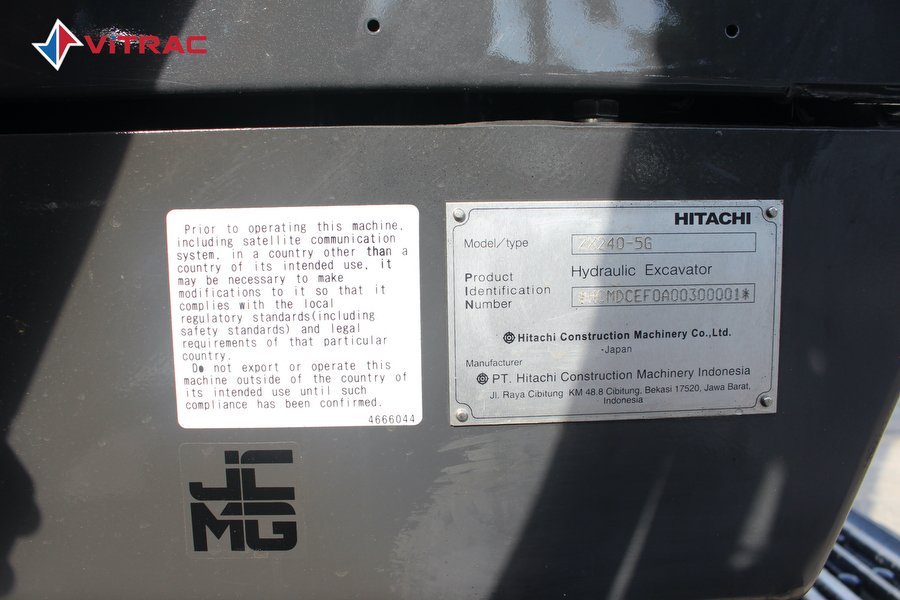 VITRAC
Prior to operating this machine,
including satellite communication
system, in a country other than a
country of its intended use, it
may be necessary to make
modifications to it so that it
complies with the local
regulatory standards(including
safety standards) and legal
requirements of that particular
country.
Do not export or operate this
machine outside of the country of
its intended use until such
compliance has been confirmed.
4666044
JC
MG
HITACHI
Model/type ZX240-5G
Hydraulic Excavator
Product
Identification
Number *HCMDCEF0A00300001*
Hitachi Construction Machinery Co.,Ltd.
-Japan
Manufacturer
PT. Hitachi Construction Machinery Indonesia
Jl. Raya Cibitung KM 48.8 Cibitung, Bekasi 17520, Jawa Barat,
Indonesia